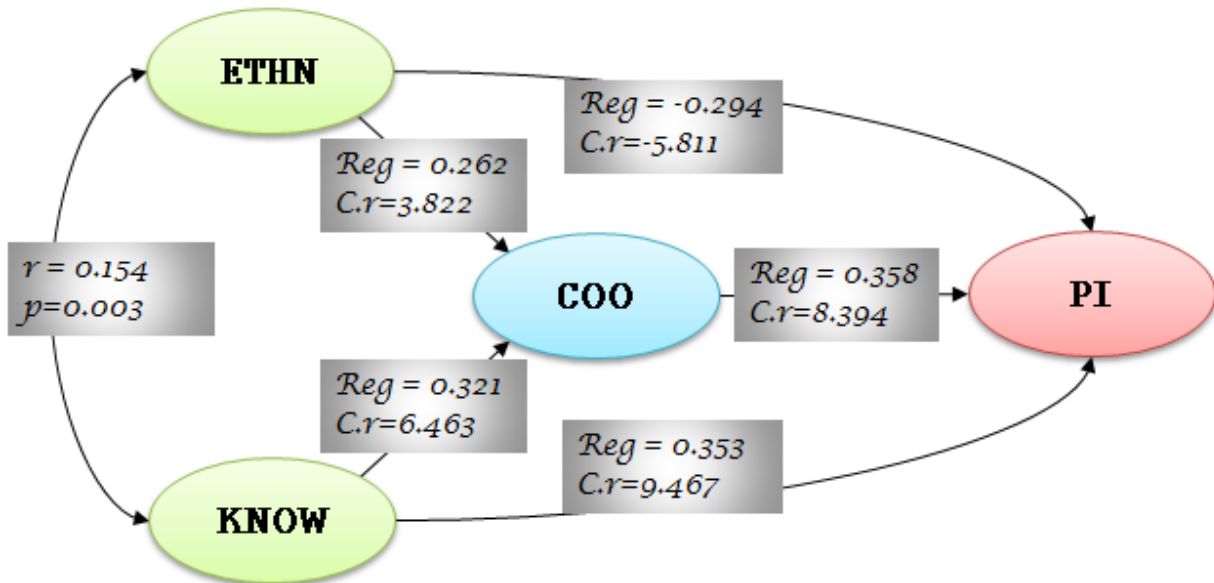 ETHN
Reg = -0.294
C.r=-5.811
Reg = 0.262
C.r=3.822
r = 0.154
p=0.003
COO
Reg = 0.358
C.r=8.394
PI
Reg = 0.321
C.r=6.463
Reg = 0.353
C.r=9.467
KNOW